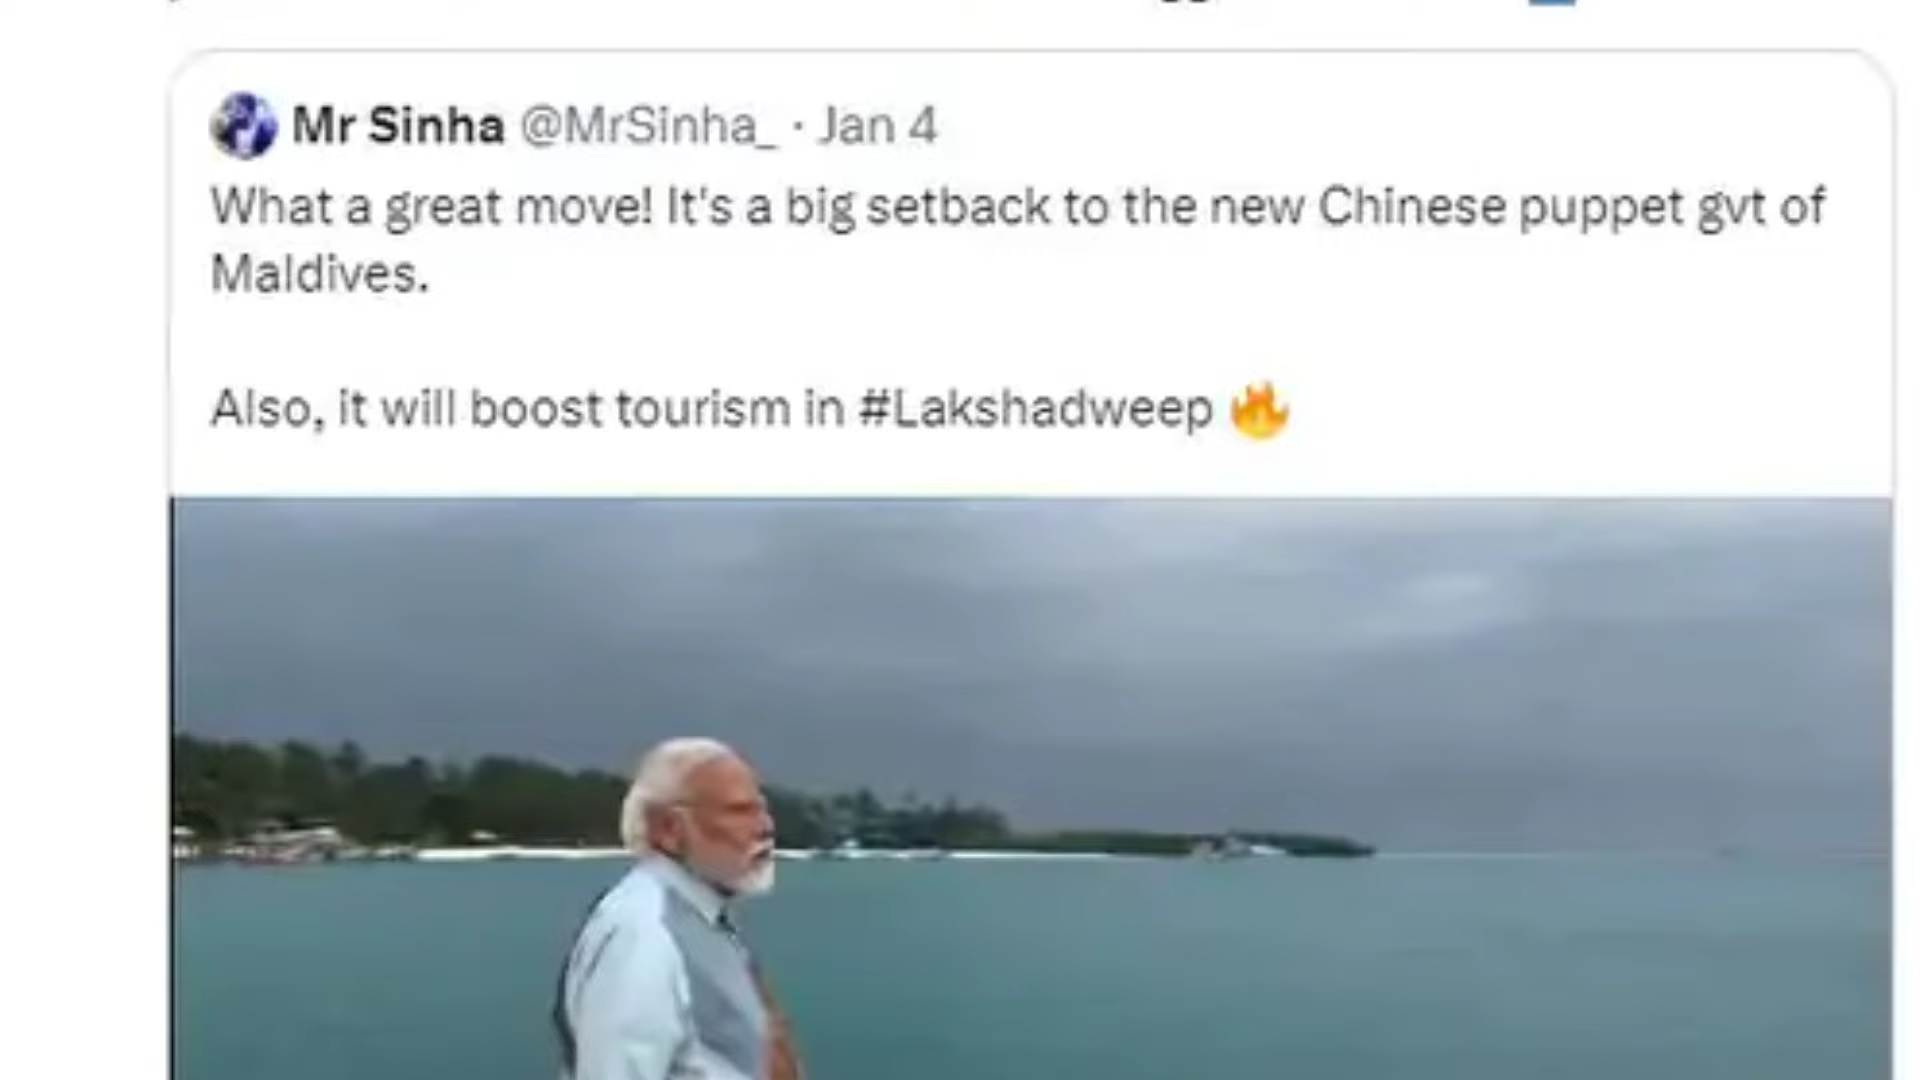 Mr Sinha @MrSinha_ · Jan 4
What a great move! It's a big setback to the new Chinese puppet gvt of
Maldives.
Also, it will boost tourism in #Lakshadweep 🔥